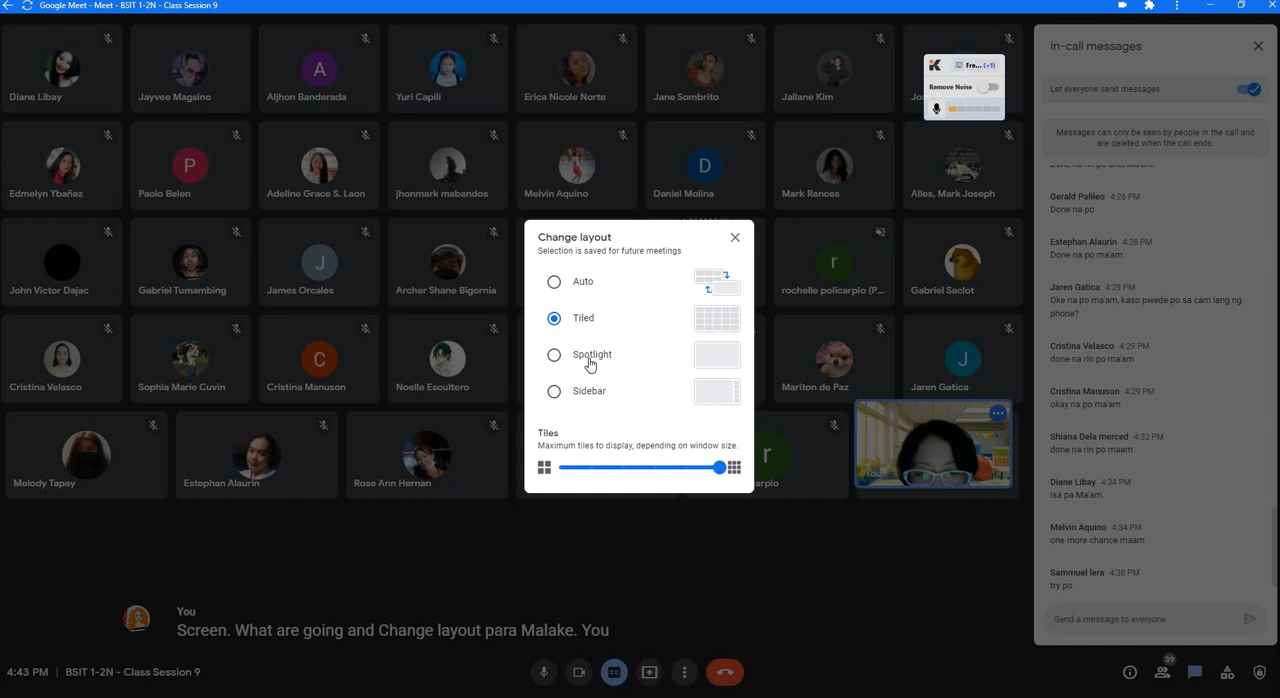 Google Meet - Meet - BSIT 1-2N - Class Session 9
Diane Libay
Jayvee Magsino
A
Aljhon Banderada
Yuri Capili
Erica Nicole Norte
Jane Sombrito
Jallane Kim
Fre... (x1)
Remove Noise
Edmelyn Ybañez
P
Paolo Belen
Adeline Grace S. Laon
jhonmark mabandos
Melvin Aquino
D
Daniel Molina
Mark Rances
Alles, Mark Joseph
John Victor Dajac
Gabriel Tumambing
J
James Orcales
Archer Shane Bigornia
r
rochelle policarpio (P...
Gabriel Saclot
Cristina Velasco
Sophia Marie Cuvin
C
Cristina Manuson
Noelle Escultero
Mariton de Paz
J
Jaren Gatica
Melody Tapay
Estephan Alaurin
Rose Ann Hernan
r
arpio
You
Change layout
Selection is saved for future meetings
Auto
Tiled
Spotlight
Sidebar
Tiles
Maximum tiles to display, depending on window size.
You
Screen. What are going and Change layout para Malake. You
4:43 PM | BSIT 1-2N - Class Session 9
CC
39
In-call messages
Let everyone send messages
Messages can only be seen by people in the call and
are deleted when the call ends.
Gerald Palileo 4:26 PM
Done na po
Estephan Alaurin 4:28 PM
Done na po ma'am
Jaren Gatica 4:29 PM
Oke na po ma'am, kaso pwede po sa cam lang ng
phone?
Cristina Velasco 4:29 PM
done na rin po ma'am
Cristina Manuson 4:29 PM
okay na po ma'am
Shiana Dela merced 4:32 PM
done na rin po maam
Diane Libay 4:34 PM
Isa pa Ma'am.
Melvin Aquino 4:34 PM
one more chance maam
Sammuel Iera 4:38 PM
try po
Send a message to everyone